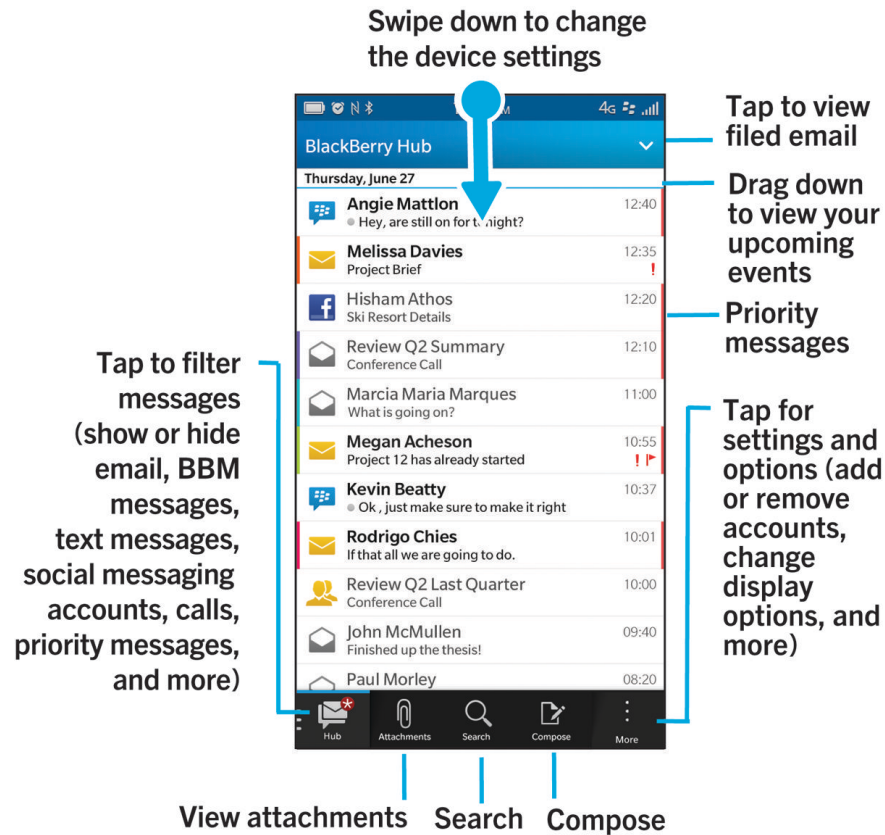 Swipe down to change
the device settings
4G
BlackBerry Hub
Tap to view
filed email
Thursday, June 27
Angie Mattlon
12:40
Hey, are still on for tonight?
Drag down
to view your
upcoming
events
Melissa Davies
12:35
Project Brief
!
Hisham Athos
12:20
Ski Resort Details
Priority
messages
Review Q2 Summary
12:10
Conference Call
Marcia Maria Marques
11:00
What is going on?
Megan Acheson
10:55
Project 12 has already started
!
Kevin Beatty
10:37
Ok , just make sure to make it right
Rodrigo Chies
10:01
If that all we are going to do.
Review Q2 Last Quarter
10:00
Conference Call
John McMullen
09:40
Finished up the thesis!
Paul Morley
08:20
Tap to filter
messages
(show or hide
email, BBM
messages,
text messages,
social messaging
accounts, calls,
priority messages,
and more)
Tap for
settings and
options (add
or remove
accounts,
change
display
options, and
more)
Hub
Attachments
Search
Compose
More
View attachments
Search
Compose